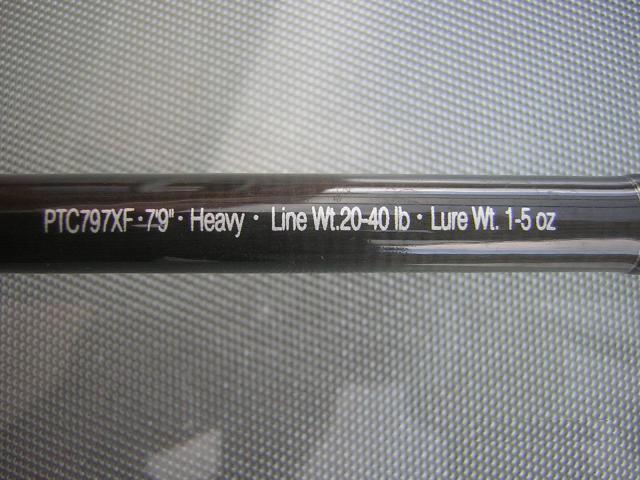 PTC797XF · 7'9" · Heavy · Line Wt.20-40 lb · Lure Wt. 1-5 oz